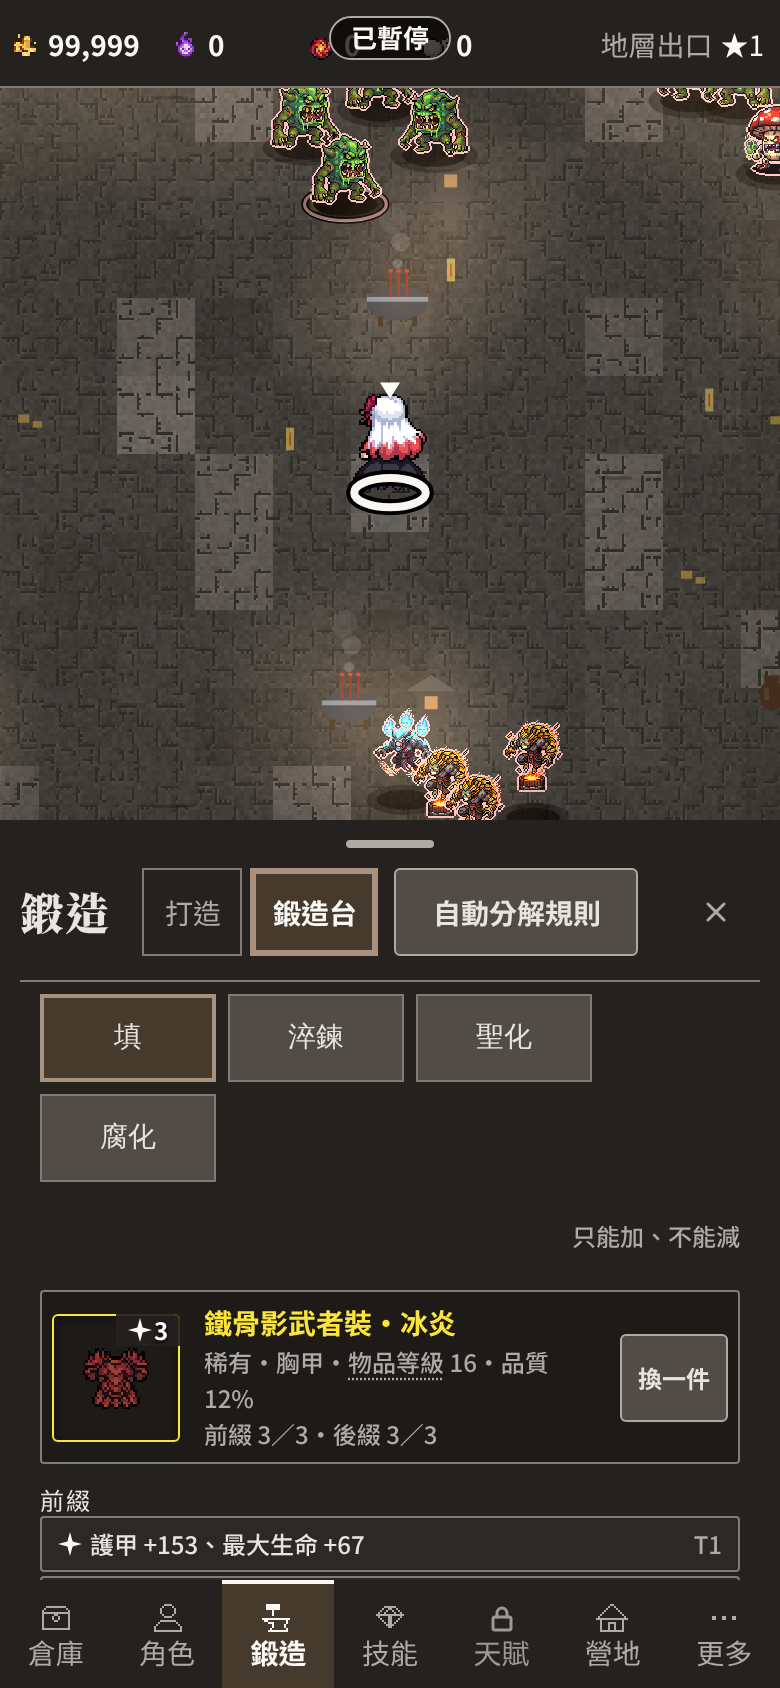 99,999
0
已暫停
0
地層出口 ★1
鍛造
打造
鍛造台
自動分解規則
×
填
淬鍊
聖化
腐化
只能加、不能減
3
鐵骨影武者裝・冰炎
稀有・胸甲・物品等級 16・品質
12%
前綴 3／3・後綴 3／3
換一件
前綴
護甲 +153、最大生命 +67
T1
倉庫
角色
鍛造
技能
天賦
營地
更多